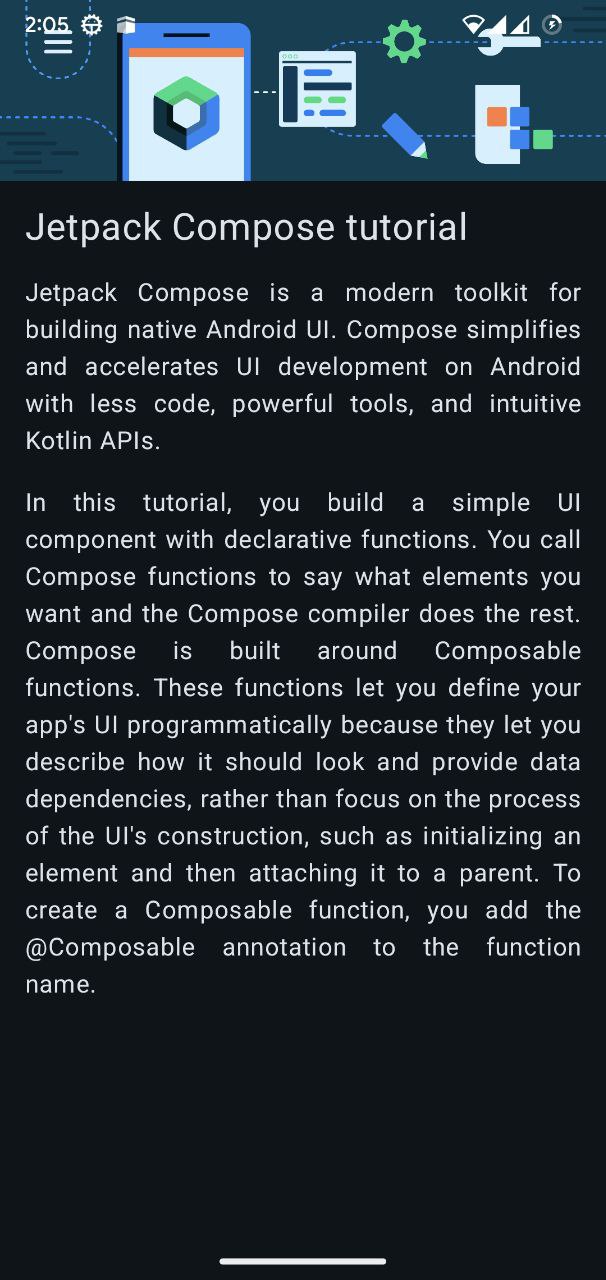 2:05
Jetpack Compose tutorial
Jetpack Compose is a modern toolkit for
building native Android UI. Compose simplifies
and accelerates UI development on Android
with less code, powerful tools, and intuitive
Kotlin APIs.
In this tutorial, you build a simple UI
component with declarative functions. You call
Compose functions to say what elements you
want and the Compose compiler does the rest.
Compose is built around Composable
functions. These functions let you define your
app's UI programmatically because they let you
describe how it should look and provide data
dependencies, rather than focus on the process
of the UI's construction, such as initializing an
element and then attaching it to a parent. To
create a Composable function, you add the
@Composable annotation to the function
name.